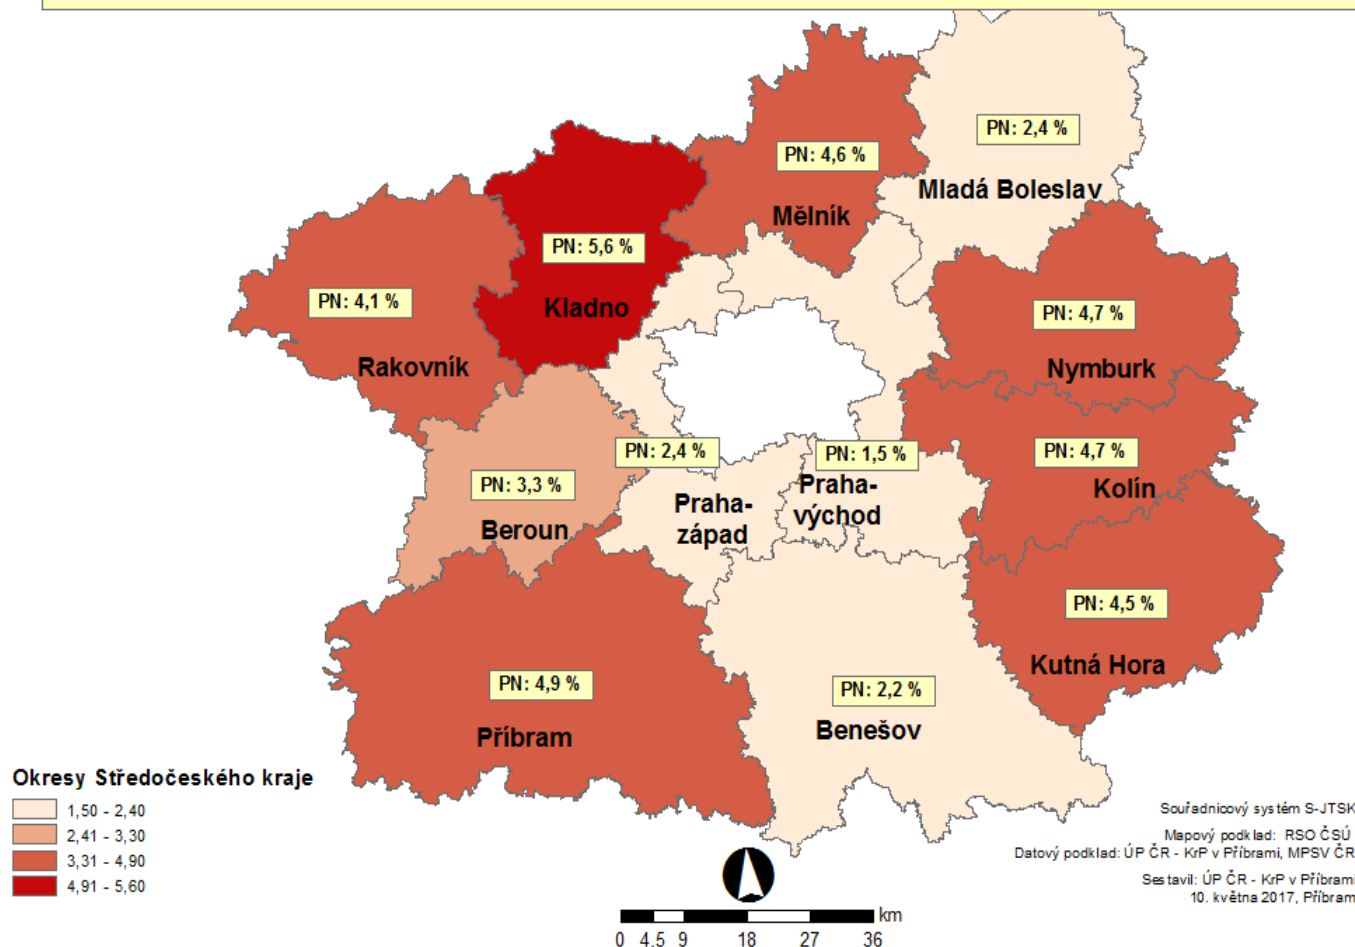 PN: 2,4 %
Mladá Boleslav
PN: 4,6 %
Mělník
PN: 5,6 %
Kladno
PN: 4,1 %
Rakovník
PN: 4,7 %
Nymburk
PN: 2,4 %
Praha-
západ
PN: 1,5 %
Praha-
východ
PN: 4,7 %
Kolín
PN: 3,3 %
Beroun
PN: 4,5 %
Kutná Hora
PN: 4,9 %
Příbram
PN: 2,2 %
Benešov
Okresy Středočeského kraje
1,50 - 2,40
2,41 - 3,30
3,31 - 4,90
4,91 - 5,60
Souřadnicový systém S-JTSK
Mapový podklad: RSO ČSÚ
Datový podklad: ÚP ČR - KrP v Příbrami, MPSV ČR
Sestavil: ÚP ČR - KrP v Příbrami
10. května 2017, Příbram
km
0 4,5 9 18 27 36